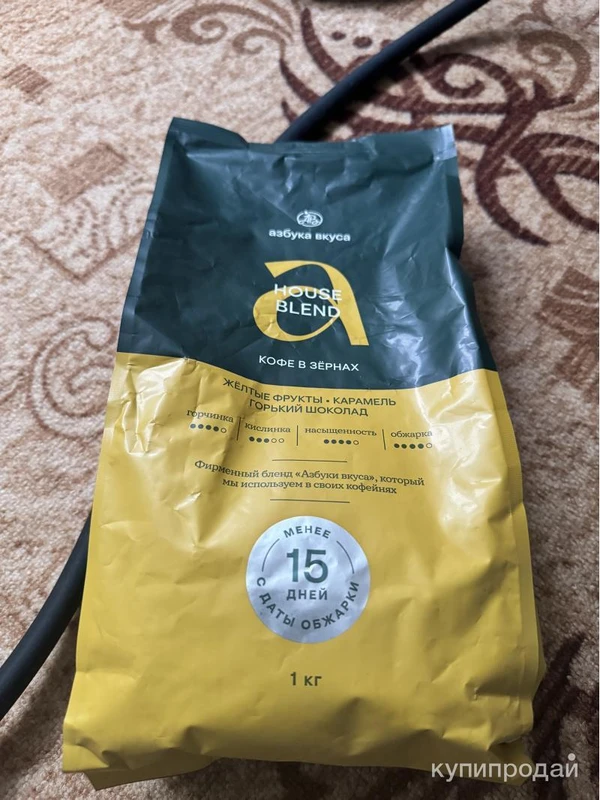 азбука вкуса
а
HOUSE
BLEND
КОФЕ В ЗЁРНАХ
ЖЁЛТЫЕ ФРУКТЫ • КАРАМЕЛЬ
ГОРЬКИЙ ШОКОЛАД
горчинка кислинка насыщенность обжарка
Фирменный бленд «Азбуки вкуса», который
мы используем в своих кофейнях
МЕНЕЕ
15
ДНЕЙ
С ДАТЫ ОБЖАРКИ
1 кг
купипродай